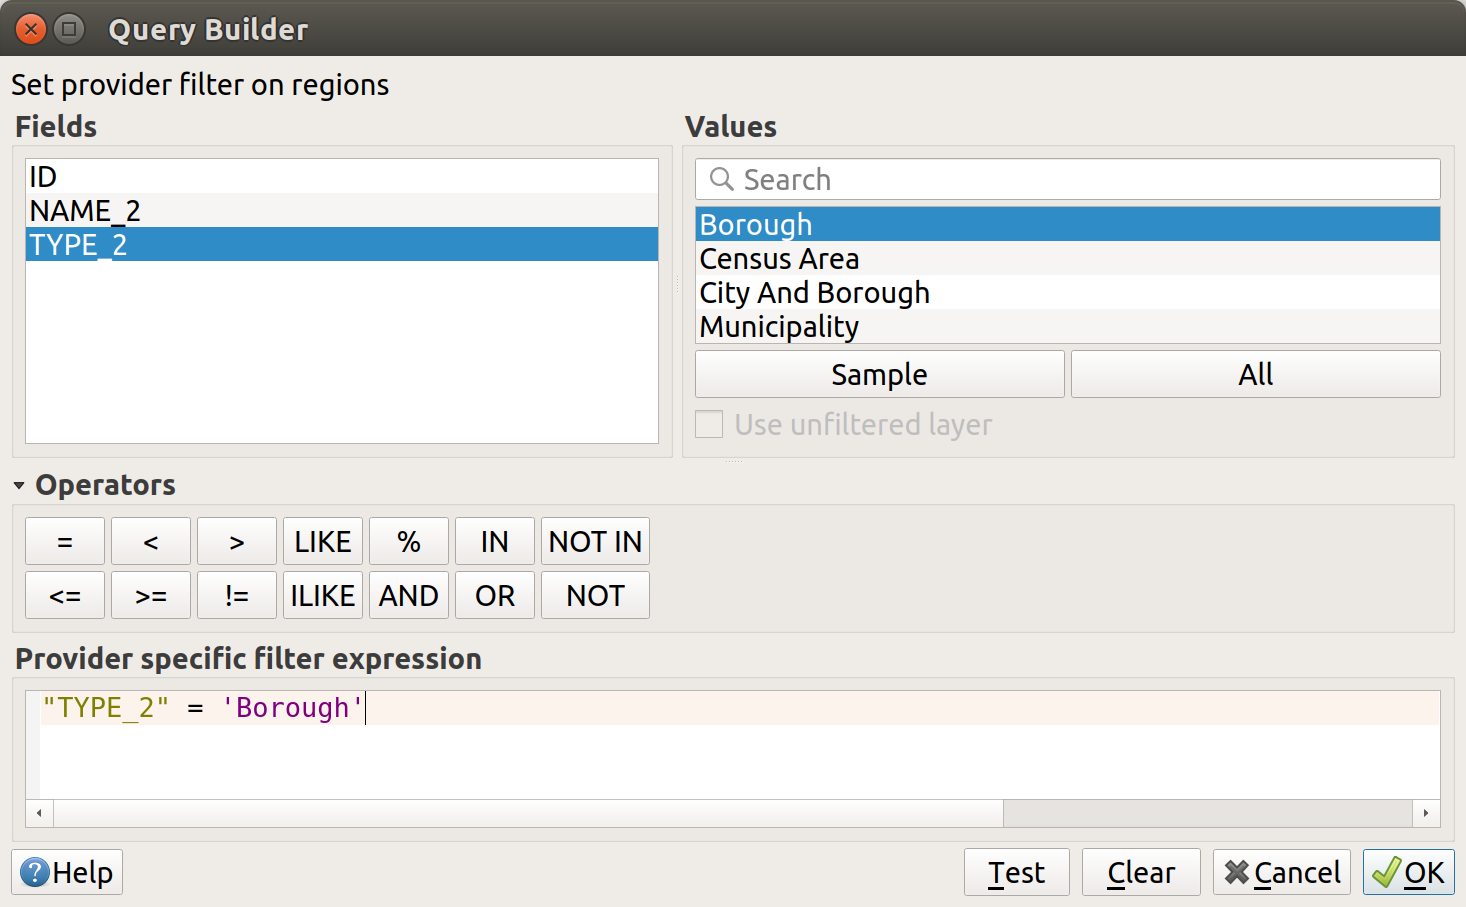 Query Builder
Set provider filter on regions
Fields
Values
ID
NAME_2
TYPE_2
Search
Borough
Census Area
City And Borough
Municipality
Sample All
Use unfiltered layer
Operators
= < > LIKE % IN NOT IN
<= >= != ILIKE AND OR NOT
Provider specific filter expression
"TYPE_2" = 'Borough'
Help Test Clear Cancel OK